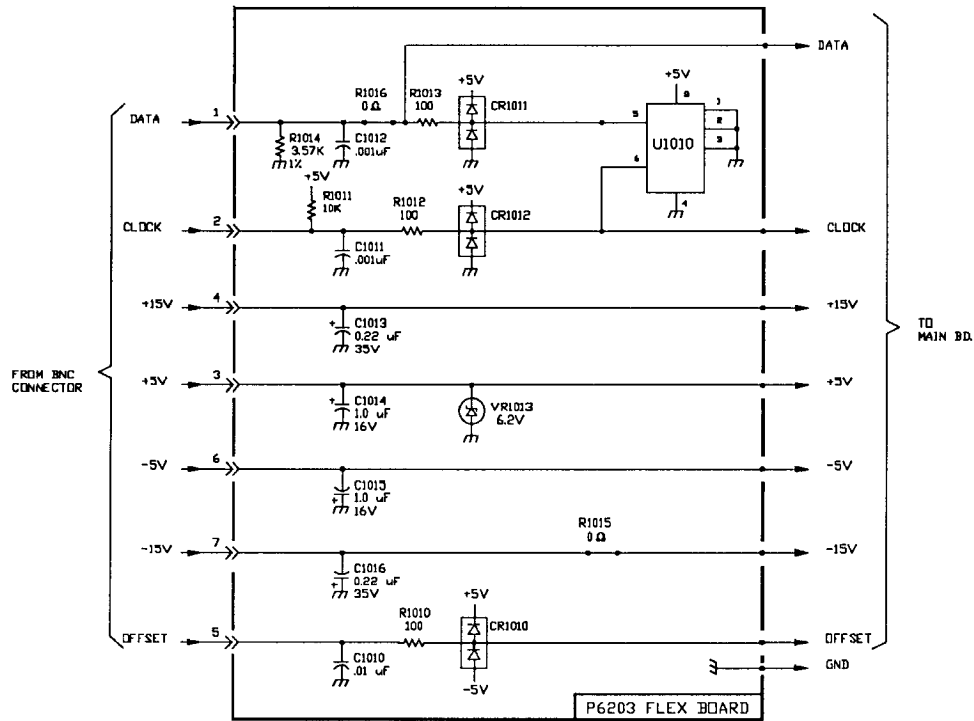 DATA
+5V
+5V
R1016
0 Ω
R1013
100
CR1011
8
1
2
3
DATA
1
5
U1010
R1014
3.57K
1%
C1012
.001uF
6
+5V
+5V
4
R1011
10K
R1012
100
CR1012
CLOCK
2
CLOCK
C1011
.001uF
+15V
4
+15V
C1013
0.22 uF
35V
TO
MAIN BD.
FROM BNC
CONNECTOR
+5V
3
+5V
C1014
1.0 uF
16V
VR1013
6.2V
-5V
6
-5V
C1015
1.0 uF
16V
R1015
0 Ω
-15V
7
-15V
C1016
0.22 uF
35V
+5V
R1010
100
CR1010
OFFSET
5
OFFSET
C1010
.01 uF
GND
-5V
P6203 FLEX BOARD